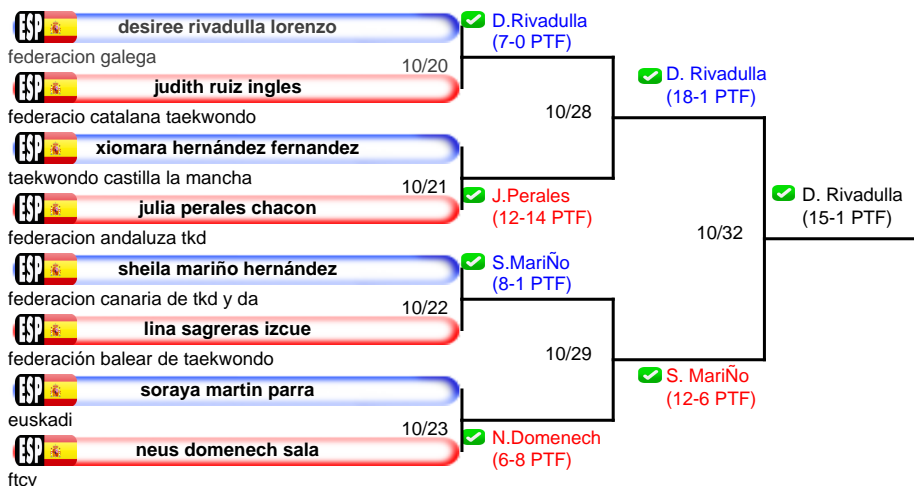 ESP desiree rivadulla lorenzo
federacion galega
10/20
ESP judith ruiz ingles
federacio catalana taekwondo
ESP xiomara hernández fernandez
taekwondo castilla la mancha
10/21
ESP julia perales chacon
federacion andaluza tkd
ESP sheila mariño hernández
federacion canaria de tkd y da
10/22
ESP lina sagreras izcue
federación balear de taekwondo
ESP soraya martin parra
euskadi
10/23
ESP neus domenech sala
ftcv
D.Rivadulla
(7-0 PTF)
J.Perales
(12-14 PTF)
S.MariÑo
(8-1 PTF)
N.Domenech
(6-8 PTF)
10/28
10/29
D. Rivadulla
(18-1 PTF)
S. MariÑo
(12-6 PTF)
10/32
D. Rivadulla
(15-1 PTF)